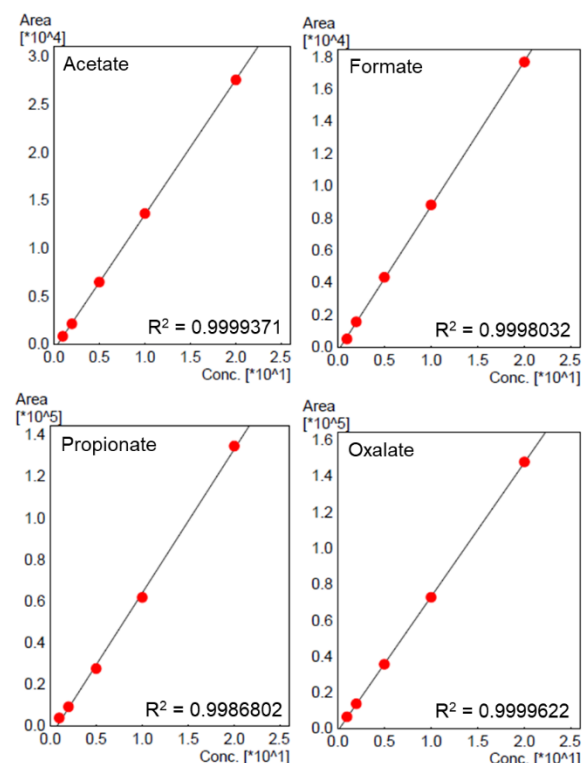 Area
[*10^4]
3.0
2.5
2.0
1.5
1.0
0.5
0.0
Acetate
R² = 0.9999371
0.0 0.5 1.0 1.5 2.0 2.5
Conc. [*10^1]
Area
[*10^4]
1.8
1.6
1.4
1.2
1.0
0.8
0.6
0.4
0.2
0.0
Formate
R² = 0.9998032
0.0 0.5 1.0 1.5 2.0 2.5
Conc. [*10^1]
Area
[*10^5]
1.4
1.2
1.0
0.8
0.6
0.4
0.2
0.0
Propionate
R² = 0.9986802
0.0 0.5 1.0 1.5 2.0 2.5
Conc. [*10^1]
Area
[*10^5]
1.6
1.4
1.2
1.0
0.8
0.6
0.4
0.2
0.0
Oxalate
R² = 0.9999622
0.0 0.5 1.0 1.5 2.0 2.5
Conc. [*10^1]